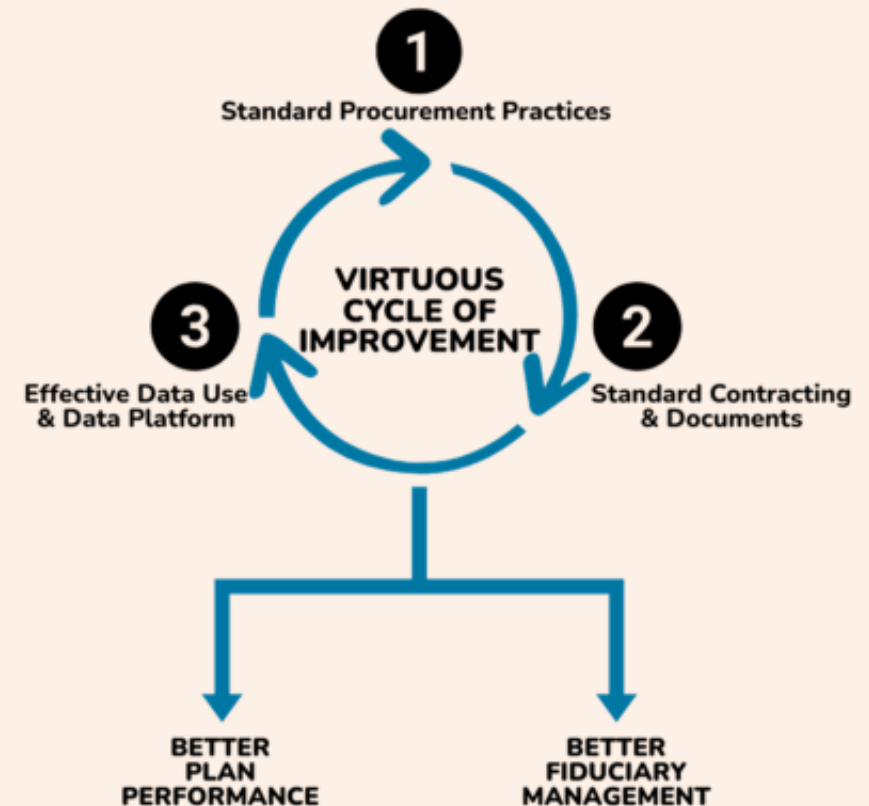 1
Standard Procurement Practices
VIRTUOUS
CYCLE OF
IMPROVEMENT
3
Effective Data Use
& Data Platform
2
Standard Contracting
& Documents
BETTER
PLAN
PERFORMANCE
BETTER
FIDUCIARY
MANAGEMENT